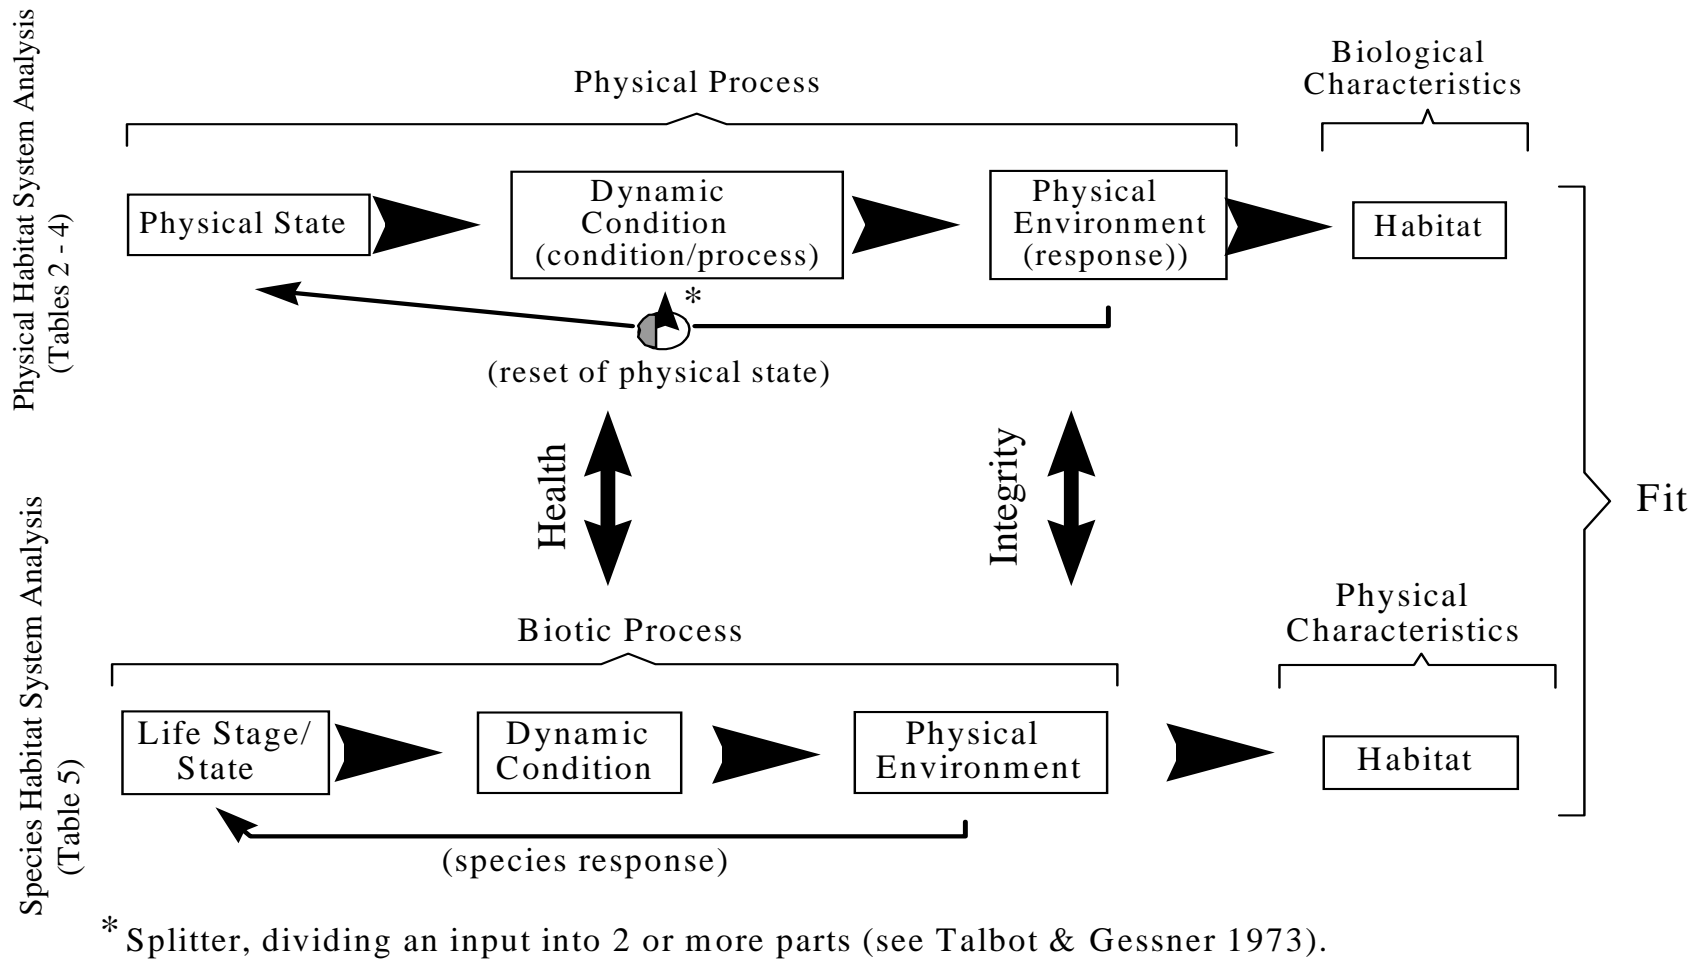 Physical Habitat System Analysis
(Tables 2 - 4)
Physical Process
Biological
Characteristics
Physical State
Dynamic
Condition
(condition/process)
Physical
Environment
(response))
Habitat
*
(reset of physical state)
Health
Integrity
Fit
Species Habitat System Analysis
(Table 5)
Biotic Process
Physical
Characteristics
Life Stage/
State
Dynamic
Condition
Physical
Environment
Habitat
(species response)
* Splitter, dividing an input into 2 or more parts (see Talbot & Gessner 1973).